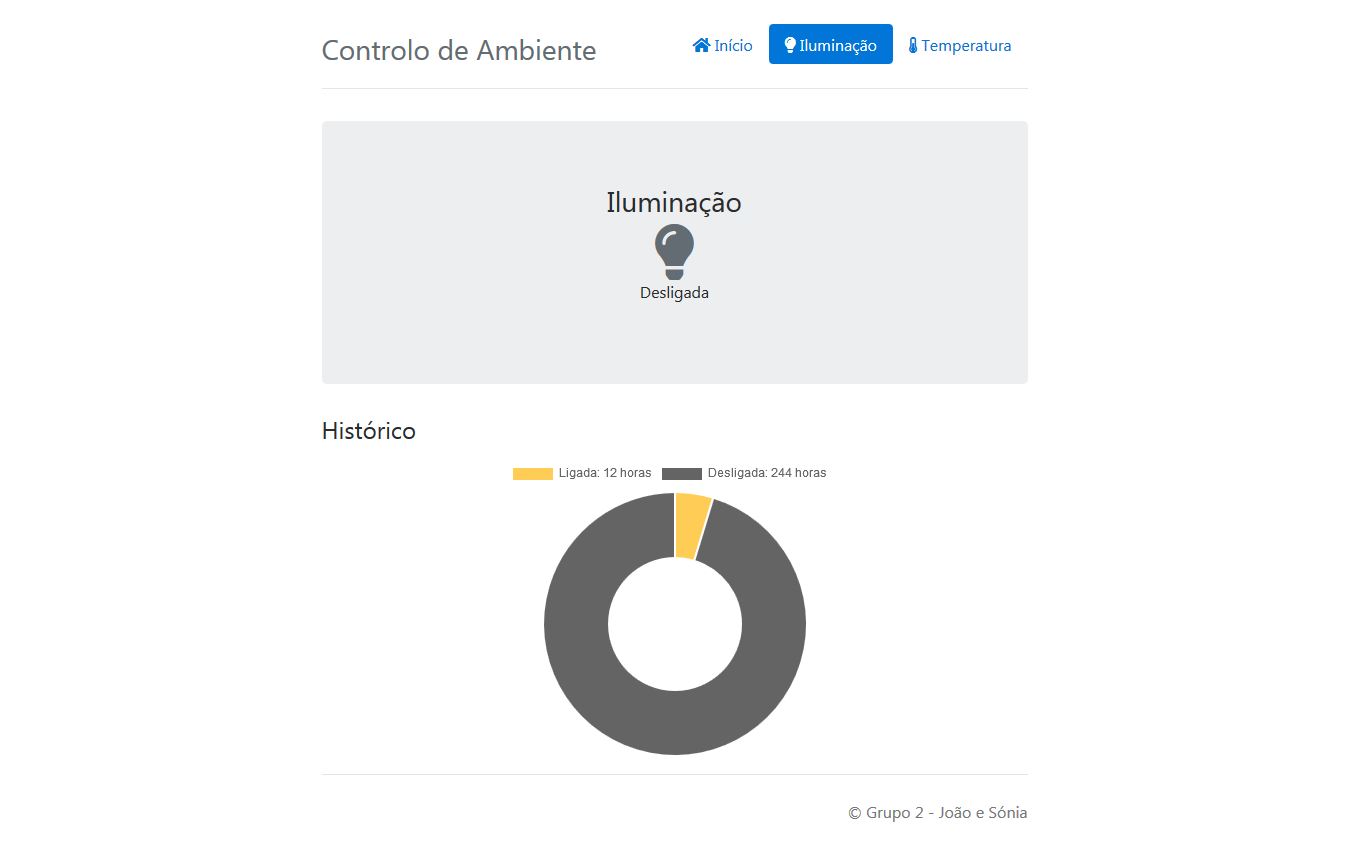 Controlo de Ambiente
Início
Iluminação
Temperatura
Iluminação
Desligada
Histórico
Ligada: 12 horas
Desligada: 244 horas
© Grupo 2 - João e Sónia